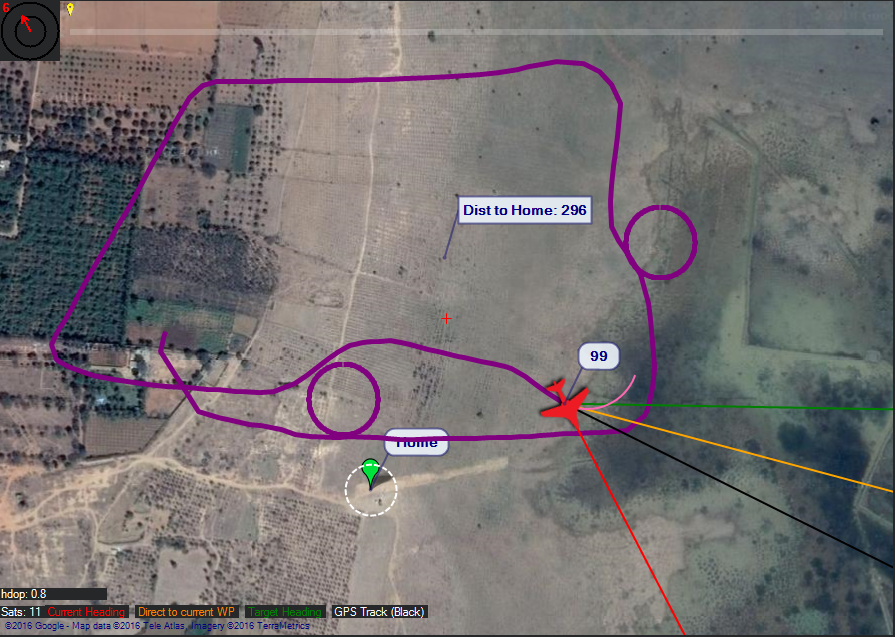 6
Dist to Home: 296
99
Home
hdop: 0.8
Sats: 11 Current Heading Direct to current WP Target Heading GPS Track (Black)
©2016 Google - Map data ©2016 Tele Atlas, Imagery ©2016 TerraMetrics